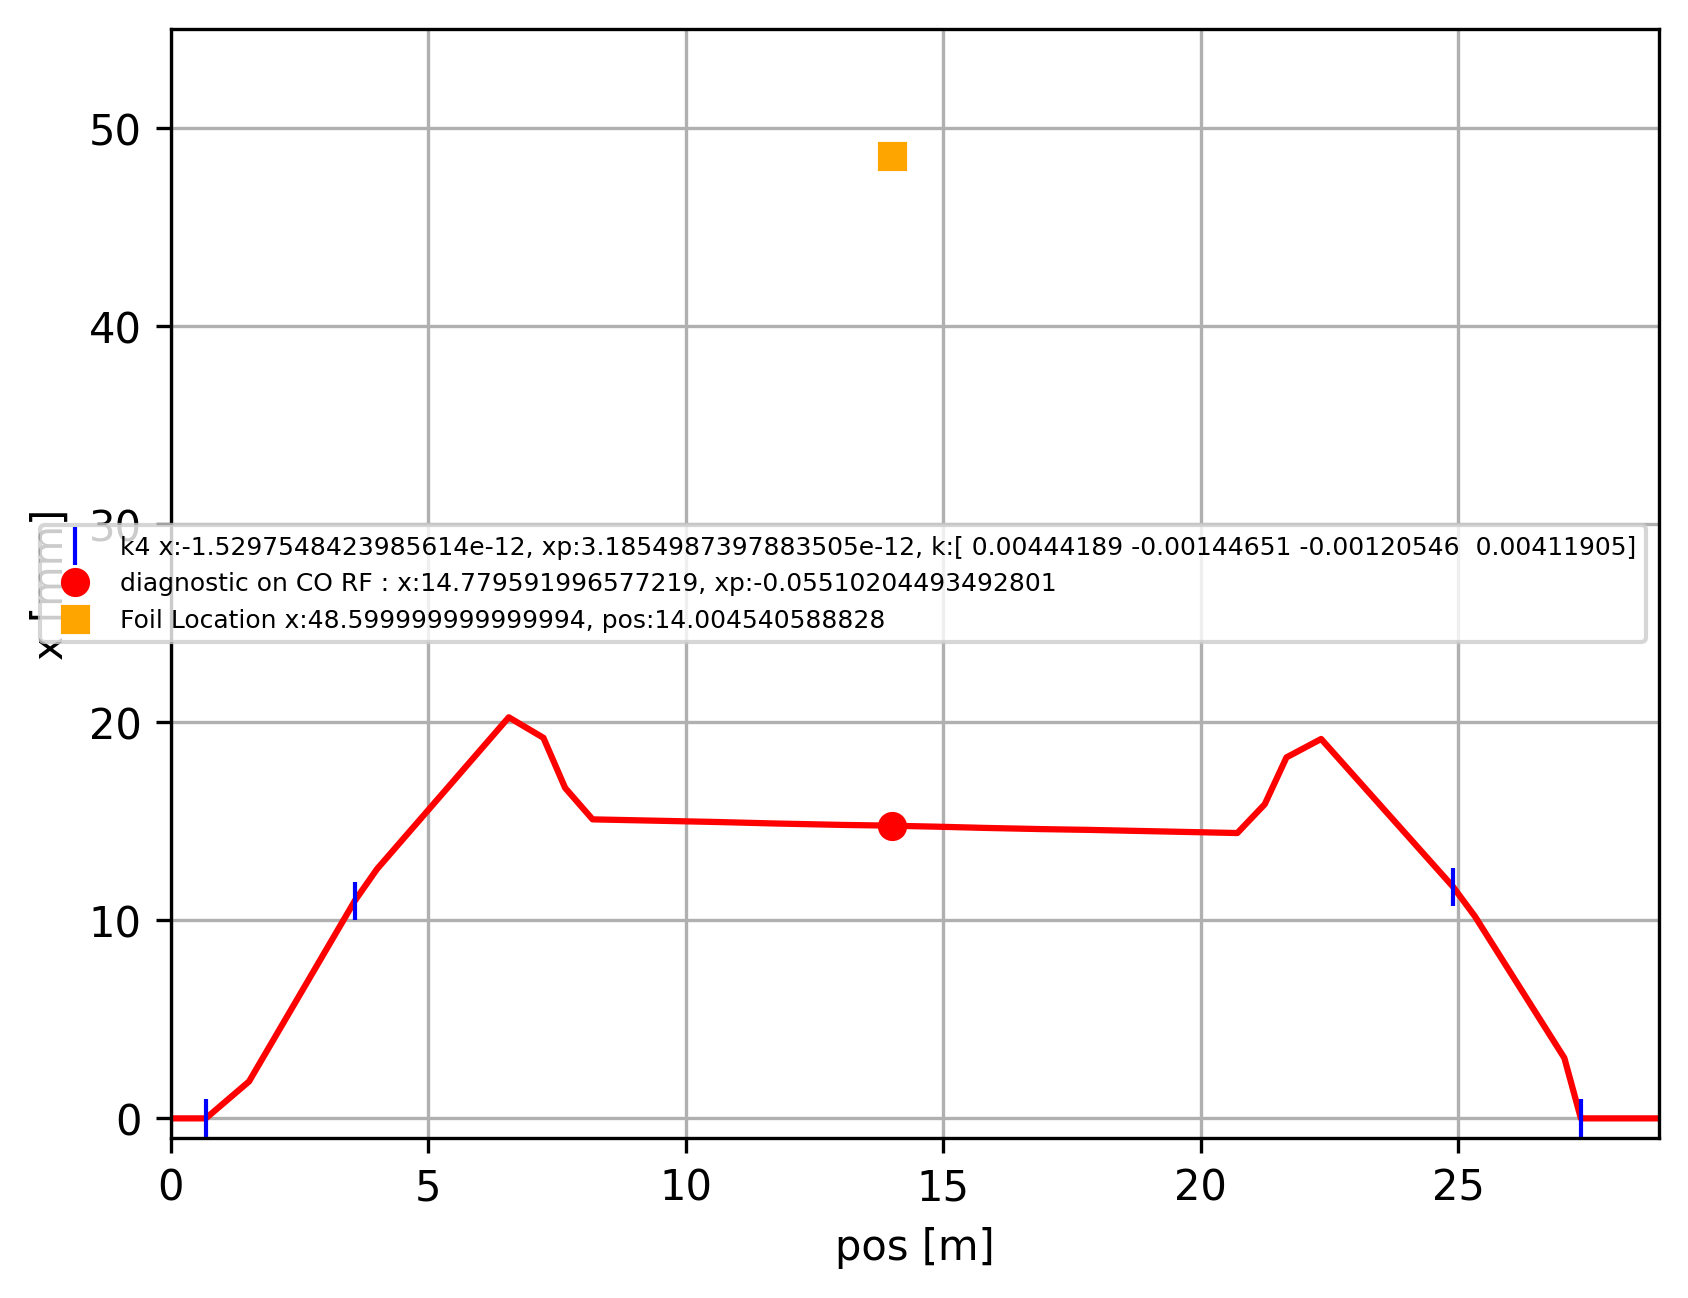 50
40
30
20
10
0
x [mm]
k4 x:-1.5297548423985614e-12, xp:3.1854987397883505e-12, k:[ 0.00444189 -0.00144651 -0.00120546  0.00411905]
diagnostic on CO RF : x:14.779591996577219, xp:-0.05510204493492801
Foil Location x:48.599999999999994, pos:14.004540588828
0 5 10 15 20 25
pos [m]